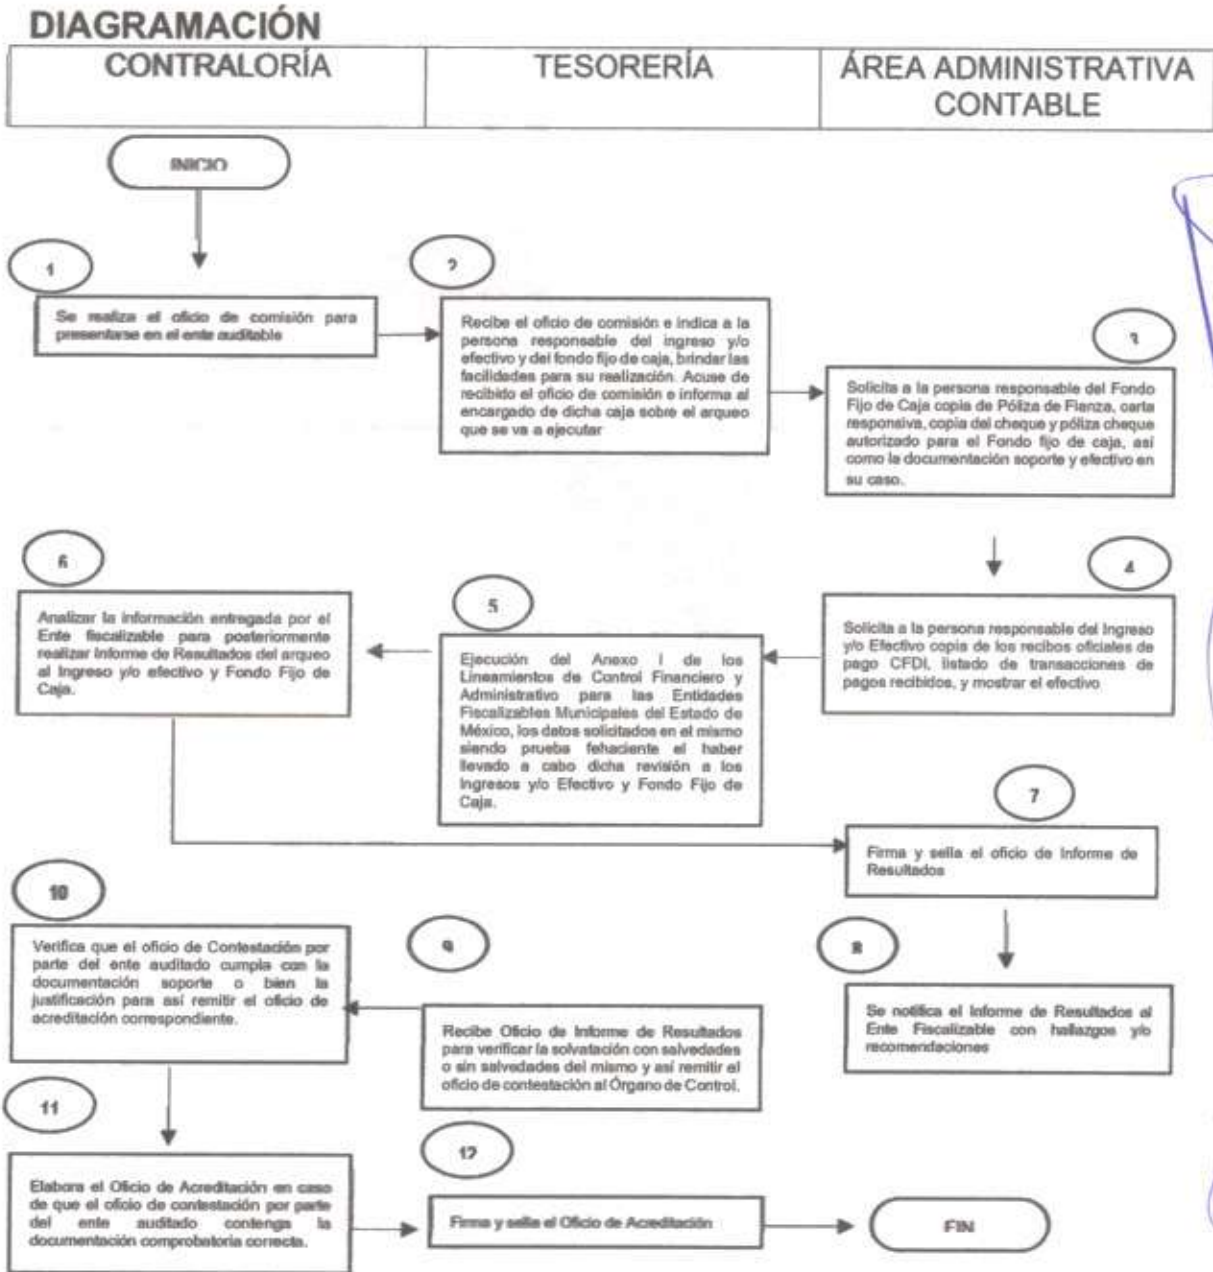 DIAGRAMACIÓN
CONTRALORÍA
TESORERÍA
ÁREA ADMINISTRATIVA
CONTABLE
INICIO
1
Se realiza el oficio de comisión para
presentarse en el ente auditable
2
Recibe el oficio de comisión e indica a la
persona responsable del ingreso y/o
efectivo y del fondo fijo de caja, brindar las
facilidades para su realización. Acuse de
recibido el oficio de comisión e informa al
encargado de dicha caja sobre el arqueo
que se va a ejecutar
3
Solicita a la persona responsable del Fondo
Fijo de Caja copia de Póliza de Fianza, carta
responsiva, copia del cheque y póliza cheque
autorizado para el Fondo fijo de caja, así
como la documentación soporte y efectivo en
su caso.
4
Solicita a la persona responsable del Ingreso
y/o Efectivo copia de los recibos oficiales de
pago CFDI, listado de transacciones de
pagos recibidos, y mostrar el efectivo
5
Ejecución del Anexo I de los
Lineamientos de Control Financiero y
Administrativo para las Entidades
Fiscalizables Municipales del Estado de
México, los datos solicitados en el mismo
siendo prueba fehaciente el haber
llevado a cabo dicha revisión a los
Ingresos y/o Efectivo y Fondo Fijo de
Caja.
6
Analizar la información entregada por el
Ente fiscalizable para posteriormente
realizar Informe de Resultados del arqueo
al Ingreso y/o efectivo y Fondo Fijo de
Caja.
7
Firma y sella el oficio de Informe de
Resultados
8
Se notifica el Informe de Resultados al
Ente Fiscalizable con hallazgos y/o
recomendaciones
9
Recibe Oficio de Informe de Resultados
para verificar la solvatación con salvedades
o sin salvedades del mismo y así remitir el
oficio de contestación al Órgano de Control.
10
Verifica que el oficio de Contestación por
parte del ente auditado cumpla con la
documentación soporte o bien la
justificación para así remitir el oficio de
acreditación correspondiente.
11
Elabora el Oficio de Acreditación en caso
de que el oficio de contestación por parte
del ente auditado contenga la
documentación comprobatoria correcta.
12
Firma y sella el Oficio de Acreditación
FIN